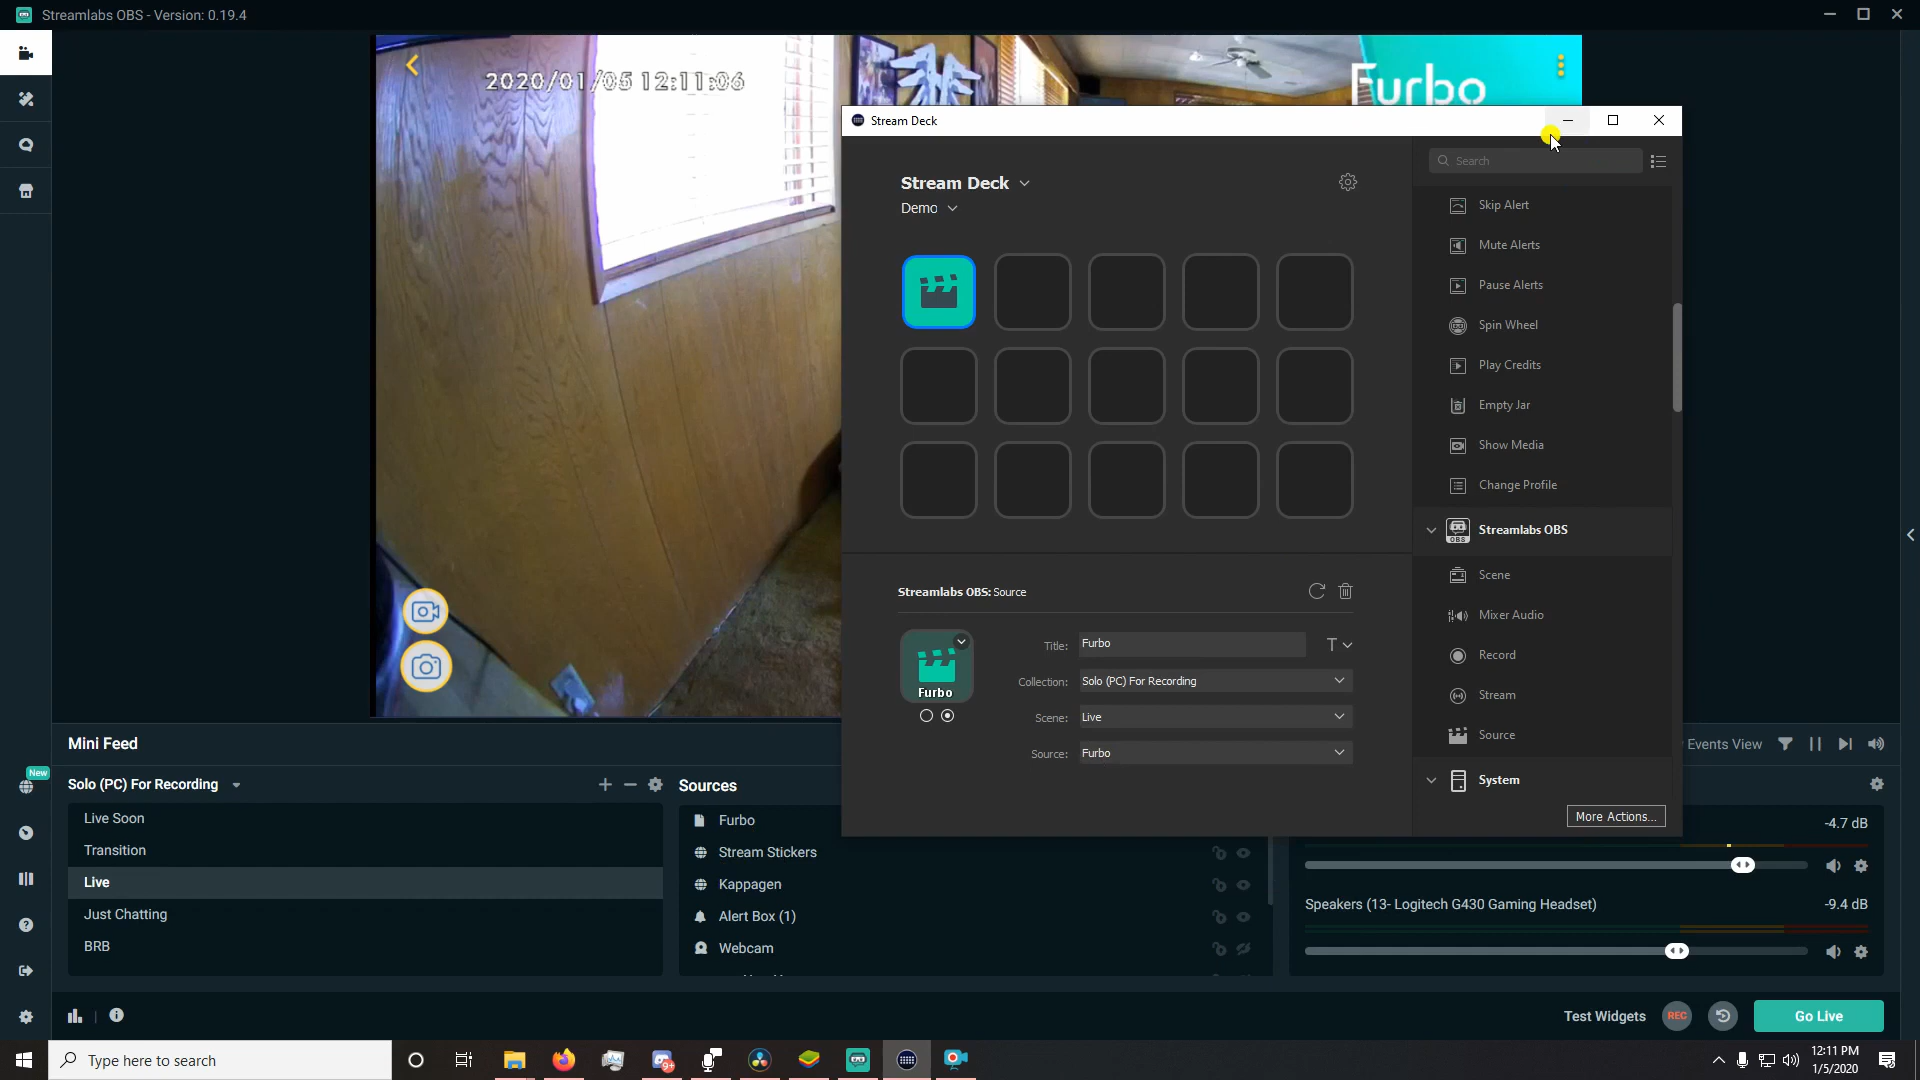 Streamlabs OBS - Version: 0.19.4
2020/01/05 12:11:06
Furbo
Stream Deck
Search
Stream Deck
Demo
Skip Alert
Mute Alerts
Pause Alerts
Spin Wheel
Play Credits
Empty Jar
Show Media
Change Profile
Streamlabs OBS
OBS
Scene
Mixer Audio
Record
Stream
Source
System
More Actions...
Streamlabs OBS: Source
Title: Furbo
T
Collection: Solo (PC) For Recording
Scene: Live
Source: Furbo
Furbo
Mini Feed
Events View
New
Solo (PC) For Recording
Live Soon
Transition
Live
Just Chatting
BRB
Sources
Furbo
Stream Stickers
Kappagen
Alert Box (1)
Webcam
-4.7 dB
Speakers (13- Logitech G430 Gaming Headset)
-9.4 dB
Test Widgets
REC
Go Live
Type here to search
9+
12:11 PM
1/5/2020